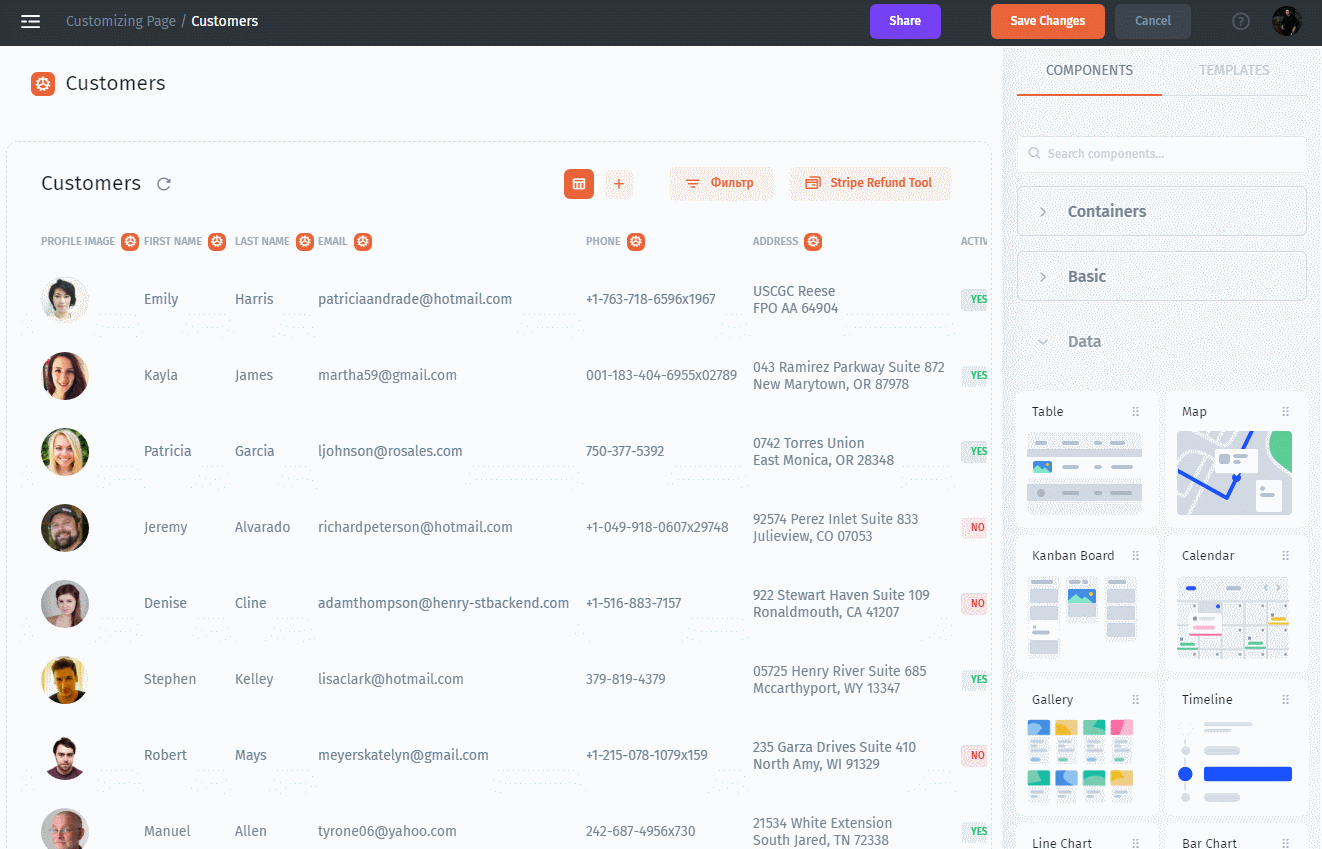 Customizing Page / Customers
Share
Save Changes
Cancel
?
Customers
COMPONENTS
TEMPLATES
Search components...
Customers
+
Фильтр
Stripe Refund Tool
PROFILE IMAGE
FIRST NAME
LAST NAME
EMAIL
PHONE
ADDRESS
ACTIV
Emily
Harris
patriciaandrade@hotmail.com
+1-763-718-6596x1967
USCGC Reese
FPO AA 64904
YES
Kayla
James
martha59@gmail.com
001-183-404-6955x02789
043 Ramirez Parkway Suite 872
New Marytown, OR 87978
YES
Patricia
Garcia
ljohnson@rosales.com
750-377-5392
0742 Torres Union
East Monica, OR 28348
YES
Jeremy
Alvarado
richardpeterson@hotmail.com
+1-049-918-0607x29748
92574 Perez Inlet Suite 833
Julieview, CO 07053
NO
Denise
Cline
adamthompson@henry-stbackend.com
+1-516-883-7157
922 Stewart Haven Suite 109
Ronaldmouth, CA 41207
NO
Stephen
Kelley
lisaclark@hotmail.com
379-819-4379
05725 Henry River Suite 685
Mccarthyport, WY 13347
YES
Robert
Mays
meyerskatelyn@gmail.com
+1-215-078-1079x159
235 Garza Drives Suite 410
North Amy, WI 91329
NO
Manuel
Allen
tyrone06@yahoo.com
242-687-4956x730
21534 White Extension
South Jared, TN 72338
YES
Containers
Basic
Data
Table
Map
Kanban Board
Calendar
Gallery
Timeline
Line Chart
Bar Chart